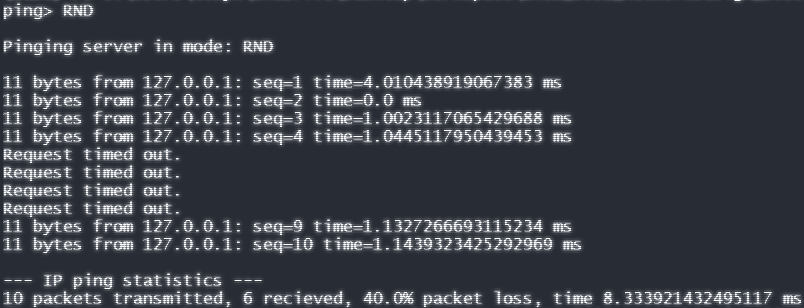 ping> RND
Pinging server in mode: RND
11 bytes from 127.0.0.1: seq=1 time=4.010438919067383 ms
11 bytes from 127.0.0.1: seq=2 time=0.0 ms
11 bytes from 127.0.0.1: seq=3 time=1.0023117065429688 ms
11 bytes from 127.0.0.1: seq=4 time=1.0445117950439453 ms
Request timed out.
Request timed out.
Request timed out.
Request timed out.
11 bytes from 127.0.0.1: seq=9 time=1.1327266693115234 ms
11 bytes from 127.0.0.1: seq=10 time=1.1439323425292969 ms
--- IP ping statistics ---
10 packets transmitted, 6 recieved, 40.0% packet loss, time 8.333921432495117 ms